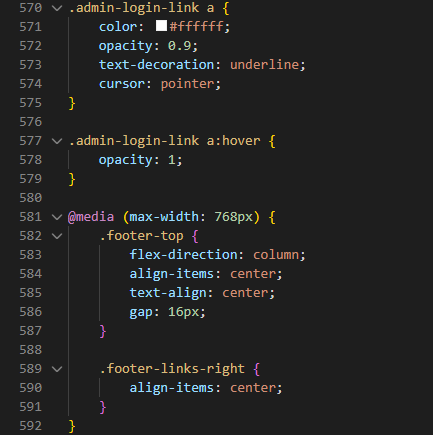 570 .admin-login-link a {
571     color: #ffffff;
572     opacity: 0.9;
573     text-decoration: underline;
574     cursor: pointer;
575 }
576
577 .admin-login-link a:hover {
578     opacity: 1;
579 }
580
581 @media (max-width: 768px) {
582     .footer-top {
583         flex-direction: column;
584         align-items: center;
585         text-align: center;
586         gap: 16px;
587     }
588
589     .footer-links-right {
590         align-items: center;
591     }
592 }